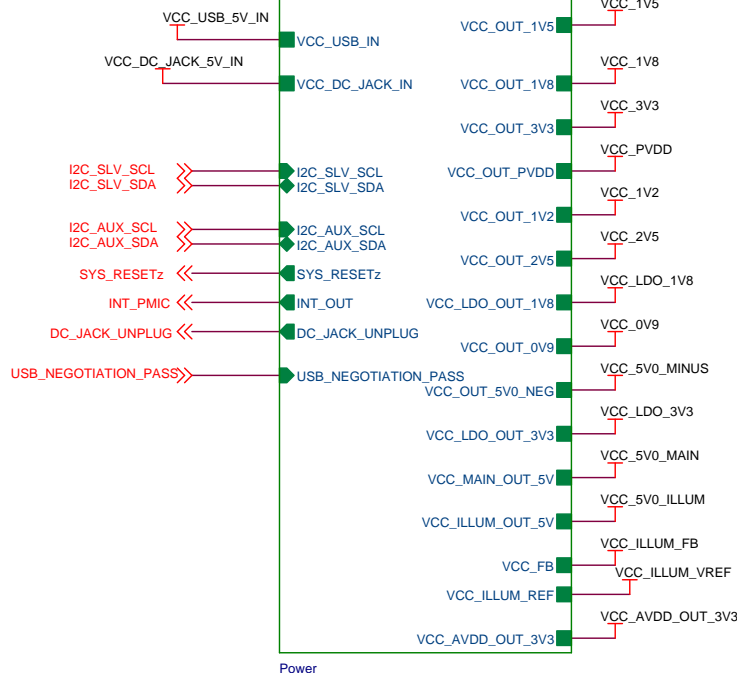 VCC_USB_5V_IN
VCC_USB_IN
VCC_DC_JACK_5V_IN
VCC_DC_JACK_IN
I2C_SLV_SCL
I2C_SLV_SCL
I2C_SLV_SDA
I2C_SLV_SDA
I2C_AUX_SCL
I2C_AUX_SCL
I2C_AUX_SDA
I2C_AUX_SDA
SYS_RESETz
SYS_RESETz
INT_PMIC
INT_OUT
DC_JACK_UNPLUG
DC_JACK_UNPLUG
USB_NEGOTIATION_PASS
USB_NEGOTIATION_PASS
VCC_OUT_1V5
VCC_1V5
VCC_OUT_1V8
VCC_1V8
VCC_OUT_3V3
VCC_3V3
VCC_OUT_PVDD
VCC_PVDD
VCC_OUT_1V2
VCC_1V2
VCC_OUT_2V5
VCC_2V5
VCC_LDO_OUT_1V8
VCC_LDO_1V8
VCC_OUT_0V9
VCC_0V9
VCC_OUT_5V0_NEG
VCC_5V0_MINUS
VCC_LDO_OUT_3V3
VCC_LDO_3V3
VCC_MAIN_OUT_5V
VCC_5V0_MAIN
VCC_ILLUM_OUT_5V
VCC_5V0_ILLUM
VCC_FB
VCC_ILLUM_FB
VCC_ILLUM_REF
VCC_ILLUM_VREF
VCC_AVDD_OUT_3V3
VCC_AVDD_OUT_3V3
Power